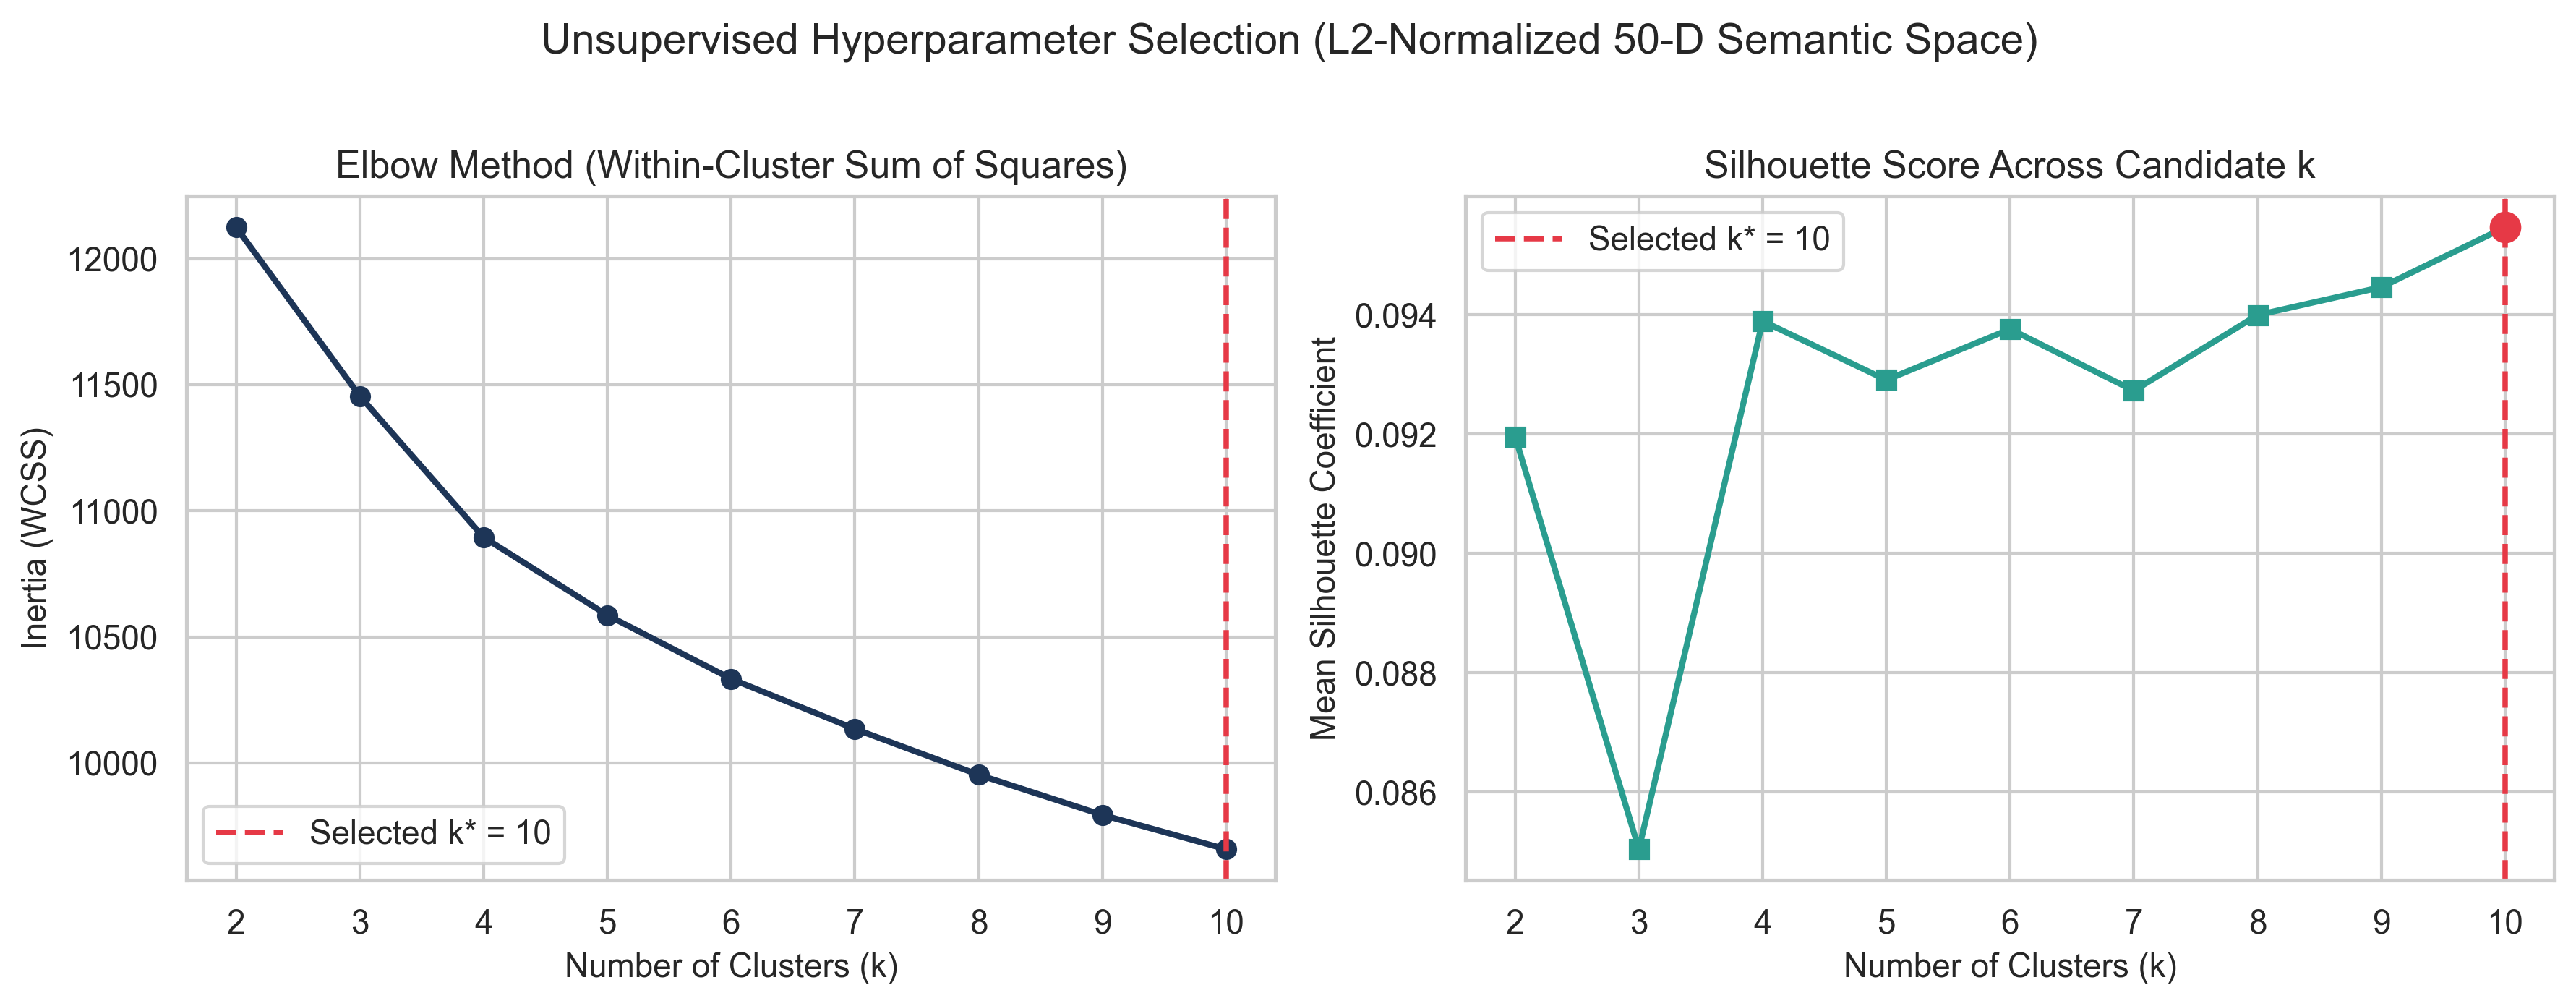 Unsupervised Hyperparameter Selection (L2-Normalized 50-D Semantic Space)
Elbow Method (Within-Cluster Sum of Squares)
Inertia (WCSS)
12000
11500
11000
10500
10000
Selected k* = 10
2 3 4 5 6 7 8 9 10
Number of Clusters (k)
Silhouette Score Across Candidate k
Selected k* = 10
Mean Silhouette Coefficient
0.094
0.092
0.090
0.088
0.086
2 3 4 5 6 7 8 9 10
Number of Clusters (k)